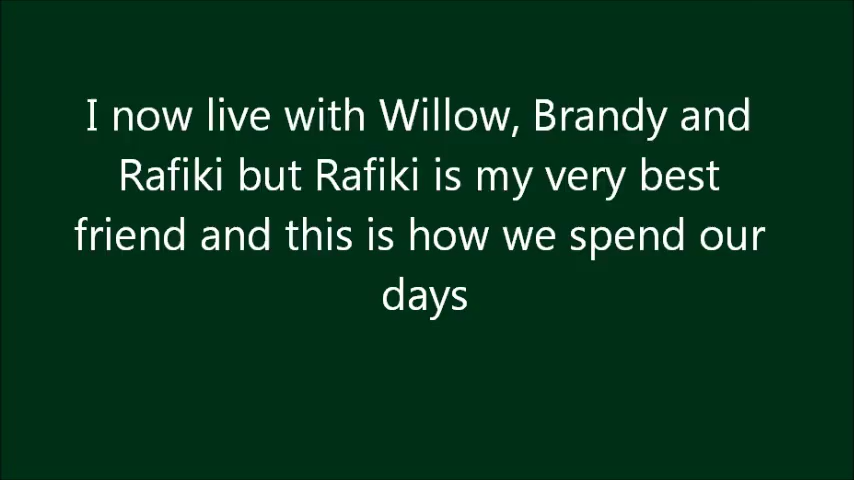 I now live with Willow, Brandy and
Rafiki but Rafiki is my very best
friend and this is how we spend our
days